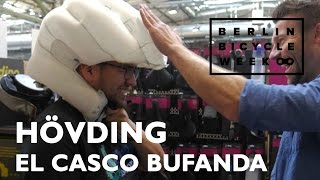 BERLIN
BICYCLE
WEEK
HÖVDING
EL CASCO BUFANDA